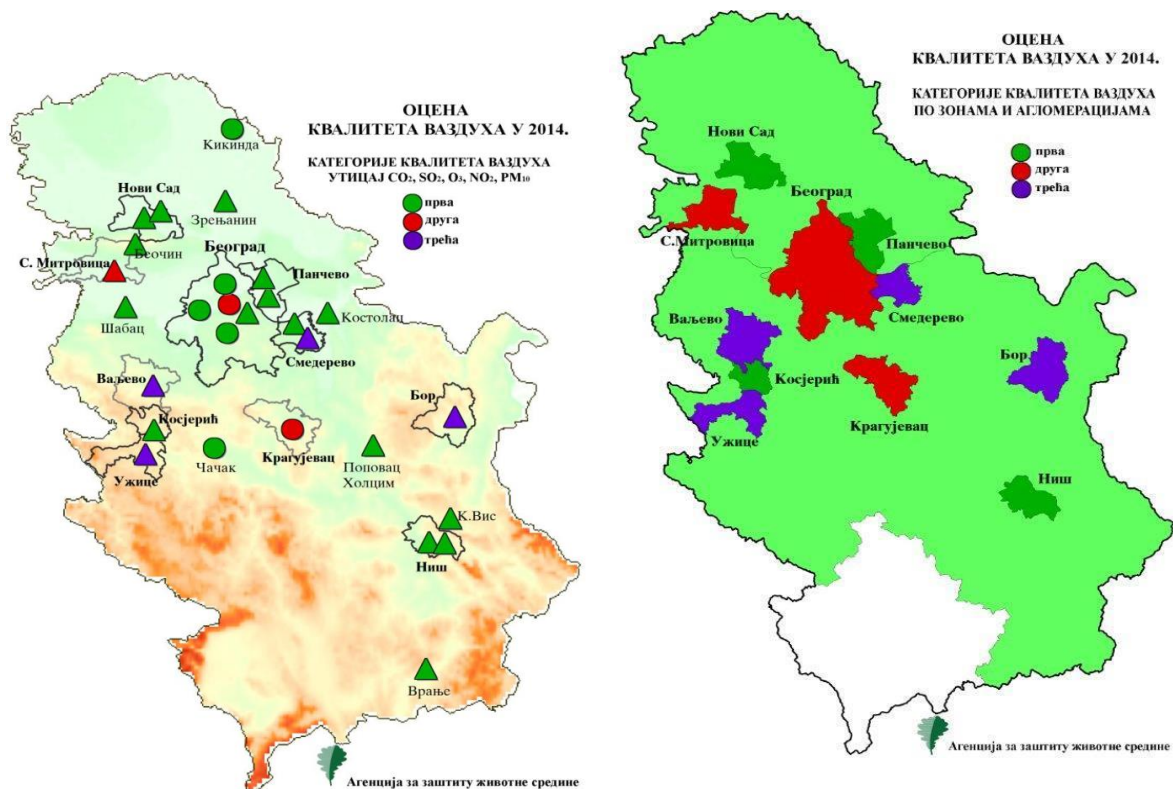 ОЦЕНА
КВАЛИТЕТА ВАЗДУХА У 2014.
КАТЕГОРИЈЕ КВАЛИТЕТА ВАЗДУХА
УТИЦАЈ CO₂, SO₂, O₃, NO₂, PM₁₀
прва
друга
трећа
Кикинда
Нови Сад
Зрењанин
Беочин
Београд
С. Митровица
Панчево
Шабац
Костолац
Смедерево
Ваљево
Бор
Косјерић
Чачак
Крагујевац
Поповац
Холцим
Ужице
К.Вис
Ниш
Врање
Агенција за заштиту животне средине
ОЦЕНА
КВАЛИТЕТА ВАЗДУХА У 2014.
КАТЕГОРИЈЕ КВАЛИТЕТА ВАЗДУХА
ПО ЗОНАМА И АГЛОМЕРАЦИЈАМА
прва
друга
трећа
Нови Сад
Београд
С.Митровица
Панчево
Смедерево
Ваљево
Бор
Косјерић
Крагујевац
Ужице
Ниш
Агенција за заштиту животне средине